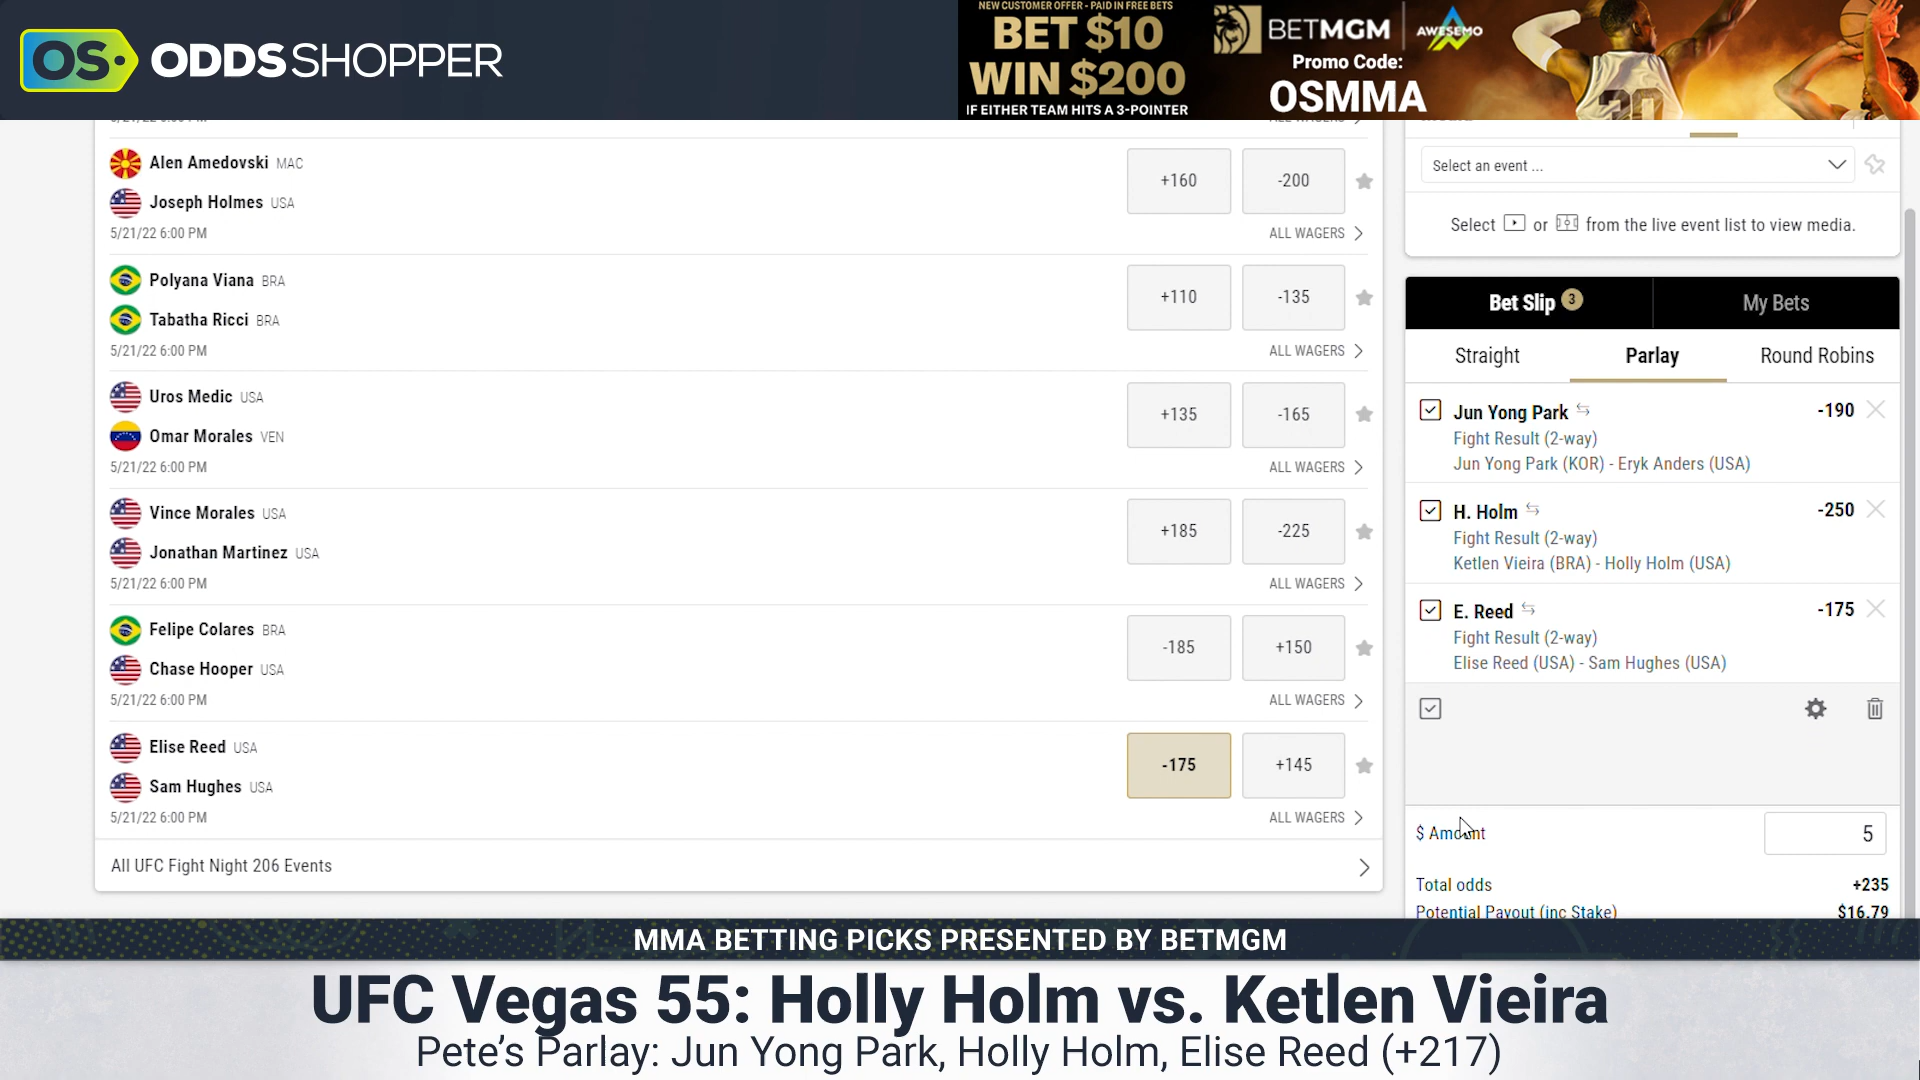 OS. ODDSSHOPPER
NEW CUSTOMER OFFER - PAID IN FREE BETS
BET $10
WIN $200
IF EITHER TEAM HITS A 3-POINTER
BETMGM
AWESEMO
Promo Code:
OSMMA
ALL WAGERS
Alen Amedovski MAC
Joseph Holmes USA
5/21/22 6:00 PM
+160 -200
ALL WAGERS
Polyana Viana BRA
Tabatha Ricci BRA
5/21/22 6:00 PM
+110 -135
ALL WAGERS
Uros Medic USA
Omar Morales VEN
5/21/22 6:00 PM
+135 -165
ALL WAGERS
Vince Morales USA
Jonathan Martinez USA
5/21/22 6:00 PM
+185 -225
ALL WAGERS
Felipe Colares BRA
Chase Hooper USA
5/21/22 6:00 PM
-185 +150
ALL WAGERS
Elise Reed USA
Sam Hughes USA
5/21/22 6:00 PM
-175 +145
ALL WAGERS
All UFC Fight Night 206 Events
Select an event ...
Select or from the live event list to view media.
Bet Slip 3 My Bets
Straight Parlay Round Robins
Jun Yong Park -190
Fight Result (2-way)
Jun Yong Park (KOR) - Eryk Anders (USA)
H. Holm -250
Fight Result (2-way)
Ketlen Vieira (BRA) - Holly Holm (USA)
E. Reed -175
Fight Result (2-way)
Elise Reed (USA) - Sam Hughes (USA)
$ Amount 5
Total odds +235
Potential Payout (inc Stake) $16.79
MMA BETTING PICKS PRESENTED BY BETMGM
UFC Vegas 55: Holly Holm vs. Ketlen Vieira
Pete's Parlay: Jun Yong Park, Holly Holm, Elise Reed (+217)